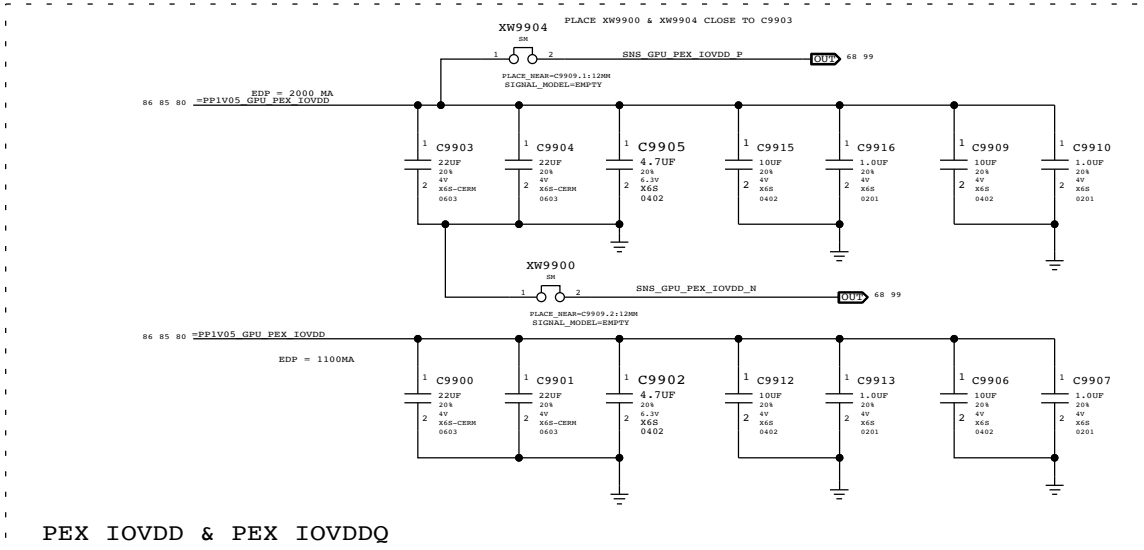 PLACE XW9900 & XW9904 CLOSE TO C9903
XW9904
SM
1 2 SNS_GPU_PEX_IOVDD_P OUT 68 99
PLACE_NEAR=C9909.1:12MM
SIGNAL_MODEL=EMPTY
EDP = 2000 MA
86 85 80 =PP1V05_GPU_PEX_IOVDD
1 C9903
22UF
20%
4V
2 X6S-CERM
0603
1 C9904
22UF
20%
4V
2 X6S-CERM
0603
1 C9905
4.7UF
20%
6.3V
2 X6S
0402
1 C9915
10UF
20%
4V
2 X6S
0402
1 C9916
1.0UF
20%
4V
2 X6S
0201
1 C9909
10UF
20%
4V
2 X6S
0402
1 C9910
1.0UF
20%
4V
2 X6S
0201
XW9900
SM
1 2 SNS_GPU_PEX_IOVDD_N OUT 68 99
PLACE_NEAR=C9909.2:12MM
SIGNAL_MODEL=EMPTY
86 85 80 =PP1V05_GPU_PEX_IOVDD
EDP = 1100MA
1 C9900
22UF
20%
4V
2 X6S-CERM
0603
1 C9901
22UF
20%
4V
2 X6S-CERM
0603
1 C9902
4.7UF
20%
6.3V
2 X6S
0402
1 C9912
10UF
20%
4V
2 X6S
0402
1 C9913
1.0UF
20%
4V
2 X6S
0201
1 C9906
10UF
20%
4V
2 X6S
0402
1 C9907
1.0UF
20%
4V
2 X6S
0201
PEX IOVDD & PEX IOVDDQ